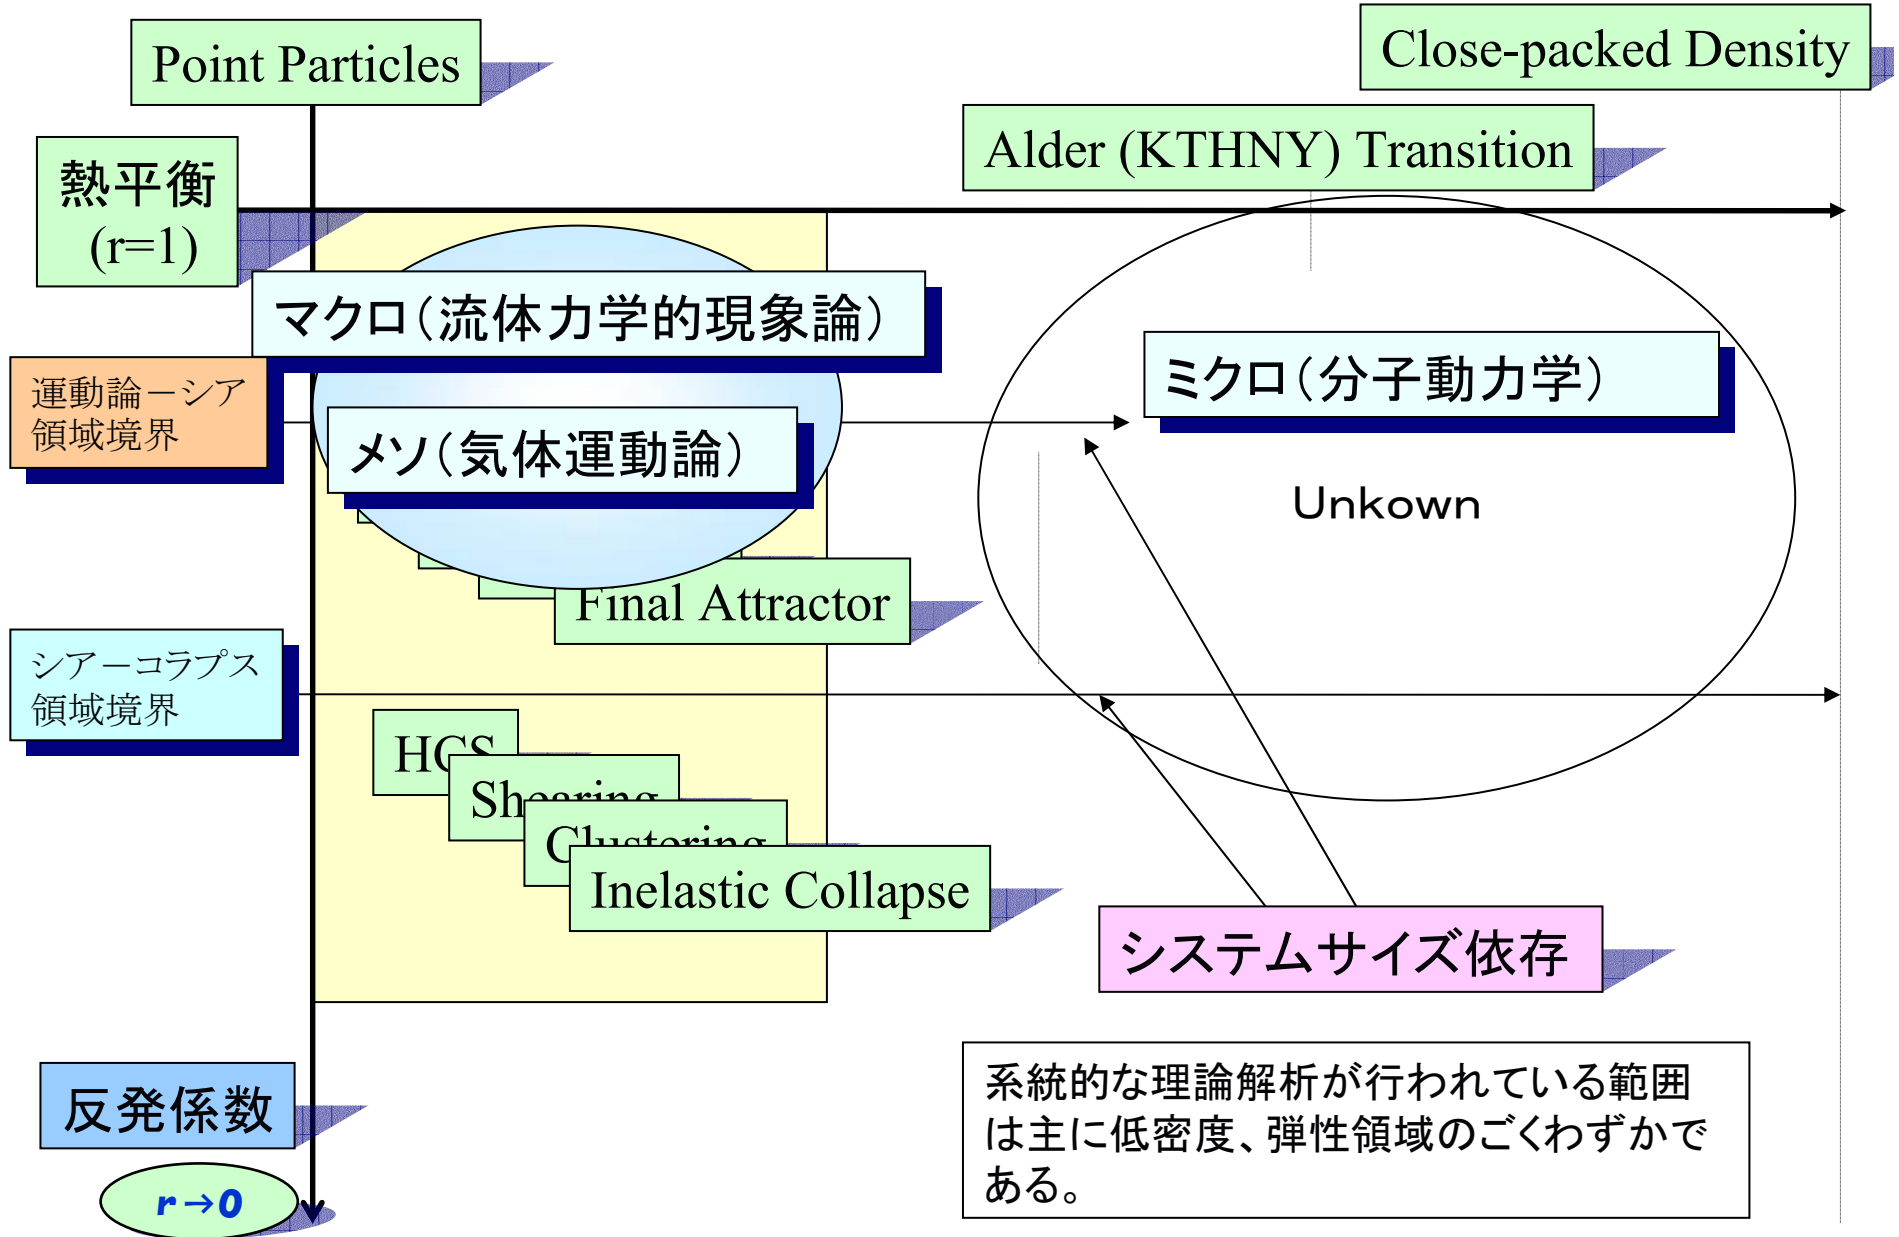 Point Particles
Close-packed Density
Alder (KTHNY) Transition
熱平衡
(r=1)
マクロ（流体力学的現象論）
運動論－シア
領域境界
ミクロ（分子動力学）
メソ（気体運動論）
Unkown
Final Attractor
シア－コラプス
領域境界
HCS
Shearing
Clustering
Inelastic Collapse
システムサイズ依存
系統的な理論解析が行われている範囲
は主に低密度、弾性領域のごくわずかで
ある。
反発係数
r→0